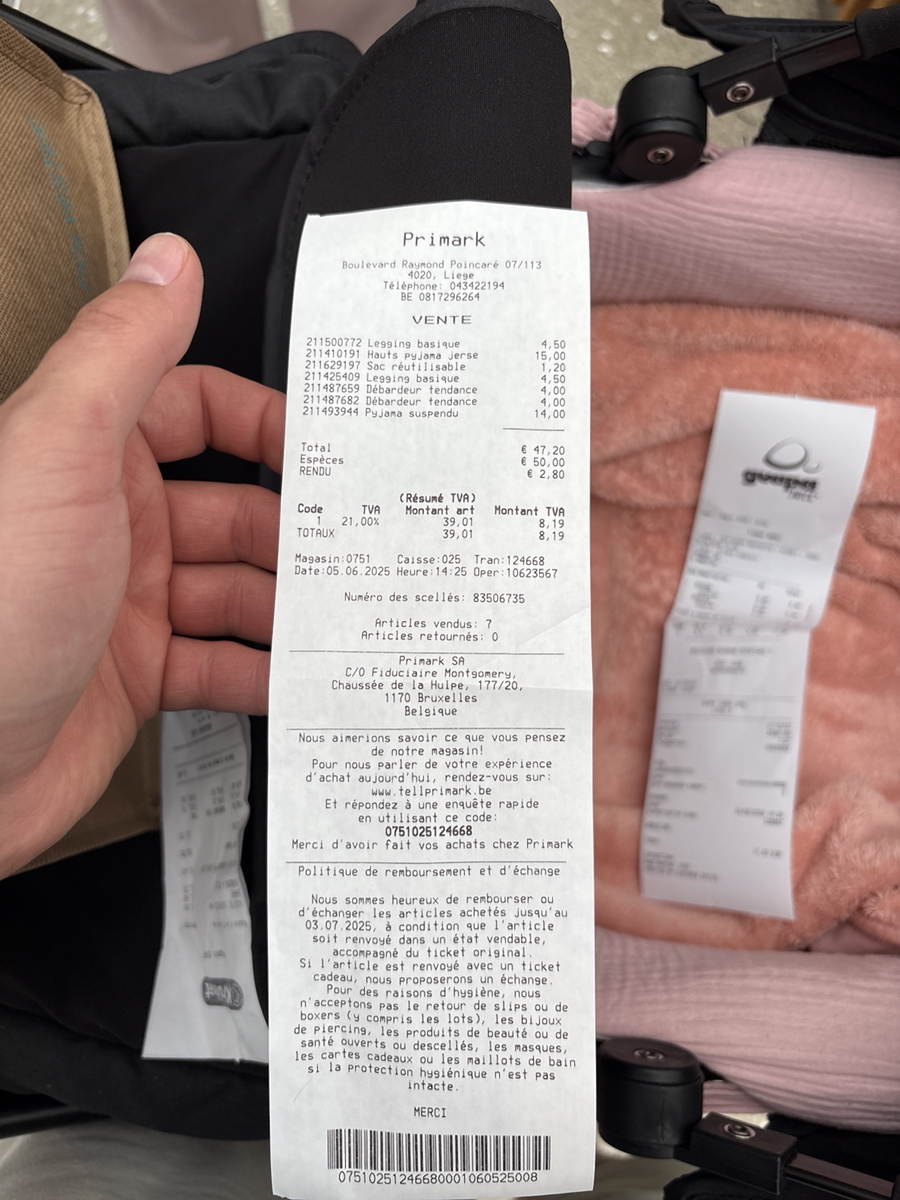 Primark
Boulevard Raymond Poincaré 07/113
4020, Liege
Téléphone: 043422194
BE 0817296264
VENTE
211500772 Legging basique 4,50
211410191 Hauts pyjama jerse 15,00
211629197 Sac réutilisable 1,20
211425409 Legging basique 4,50
211487659 Débardeur tendance 4,00
211487682 Débardeur tendance 4,00
211493944 Pyjama suspendu 14,00
Total € 47,20
Espèces € 50,00
RENDU € 2,80
(Résumé TVA)
Code TVA Montant art Montant TVA
1 21,00% 39,01 8,19
TOTAUX 39,01 8,19
Magasin:0751 Caisse:025 Tran:124668
Date:05.06.2025 Heure:14:25 Oper:10623567
Numéro des scellés: 83506735
Articles vendus: 7
Articles retournés: 0
Primark SA
C/O Fiduciaire Montgomery,
Chaussée de la Hulpe, 177/20,
1170 Bruxelles
Belgique
Nous aimerions savoir ce que vous pensez
de notre magasin!
Pour nous parler de votre expérience
d'achat aujourd'hui, rendez-vous sur:
www.tellprimark.be
Et répondez à une enquête rapide
en utilisant ce code:
0751025124668
Merci d'avoir fait vos achats chez Primark
Politique de remboursement et d'échange
Nous sommes heureux de rembourser ou
d'échanger les articles achetés jusqu'au
03.07.2025, à condition que l'article
soit renvoyé dans un état vendable,
accompagné du ticket original.
Si l'article est renvoyé avec un ticket
cadeau, nous proposerons un échange.
Pour des raisons d'hygiène, nous
n'acceptons pas le retour de slips ou de
boxers (y compris les lots), les bijoux
de piercing, les produits de beauté ou de
santé ouverts ou descellés, les masques,
les cartes cadeaux ou les maillots de bain
si la protection hygiénique n'est pas
intacte.
MERCI
07510251246680001060525008